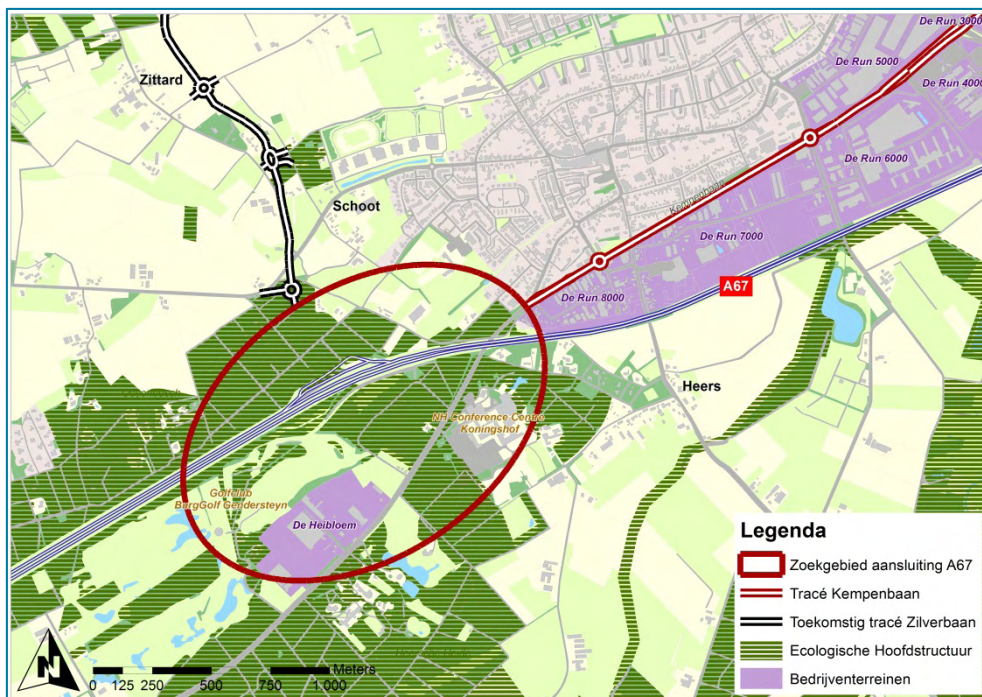 De Run 3000
De Run 5000
De Run 4000
Zittard
De Run 6000
Schoot
Kempenbaan
De Run 7000
A67
De Run 8000
Heers
NH Conference Centre
Koningshof
Golfclub
BurgGolf Gendersteyn
De Heibloem
Legenda
Zoekgebied aansluiting A67
Tracé Kempenbaan
Toekomstig tracé Zilverbaan
Ecologische Hoofdstructuur
Bedrijventerreinen
N
Meters
0 125 250 500 750 1.000